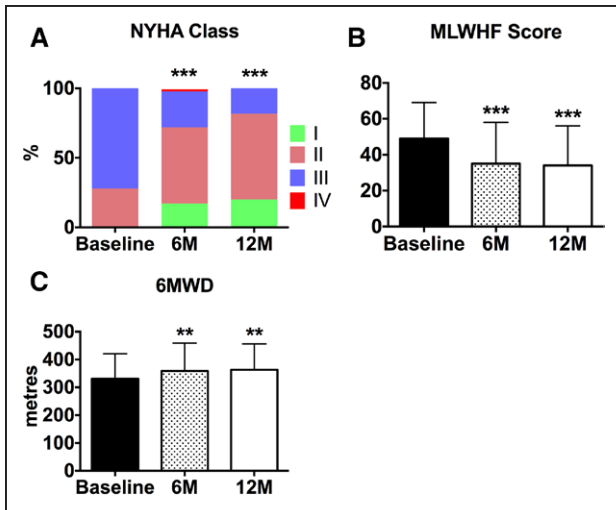 A
NYHA Class
*** ***
100
50
0
%
Baseline 6M 12M
I
II
III
IV
B
MLWHF Score
80
60
40
20
0
*** ***
Baseline 6M 12M
C
6MWD
500
400
300
200
100
0
metres
** **
Baseline 6M 12M